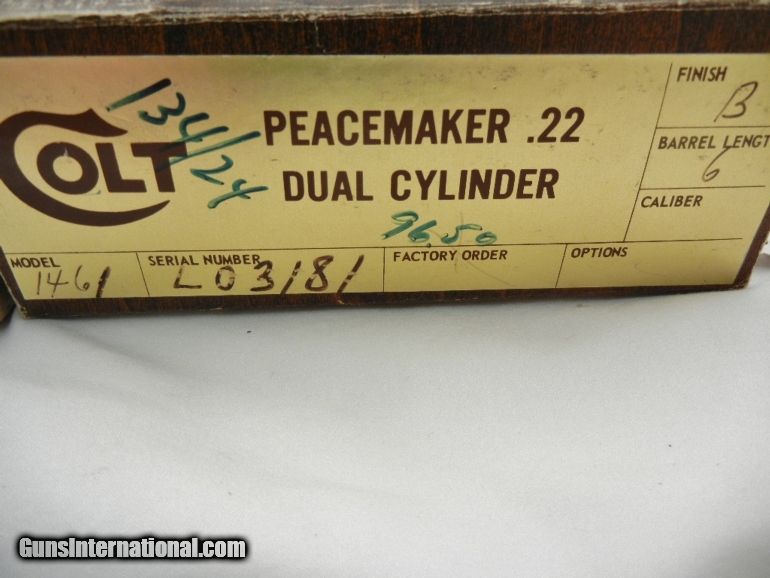 COLT
134/24
PEACEMAKER .22
DUAL CYLINDER
96.50
FINISH
B
BARREL LENGT
6
CALIBER
MODEL
1461
SERIAL NUMBER
L03181
FACTORY ORDER
OPTIONS
GunsInternational.com